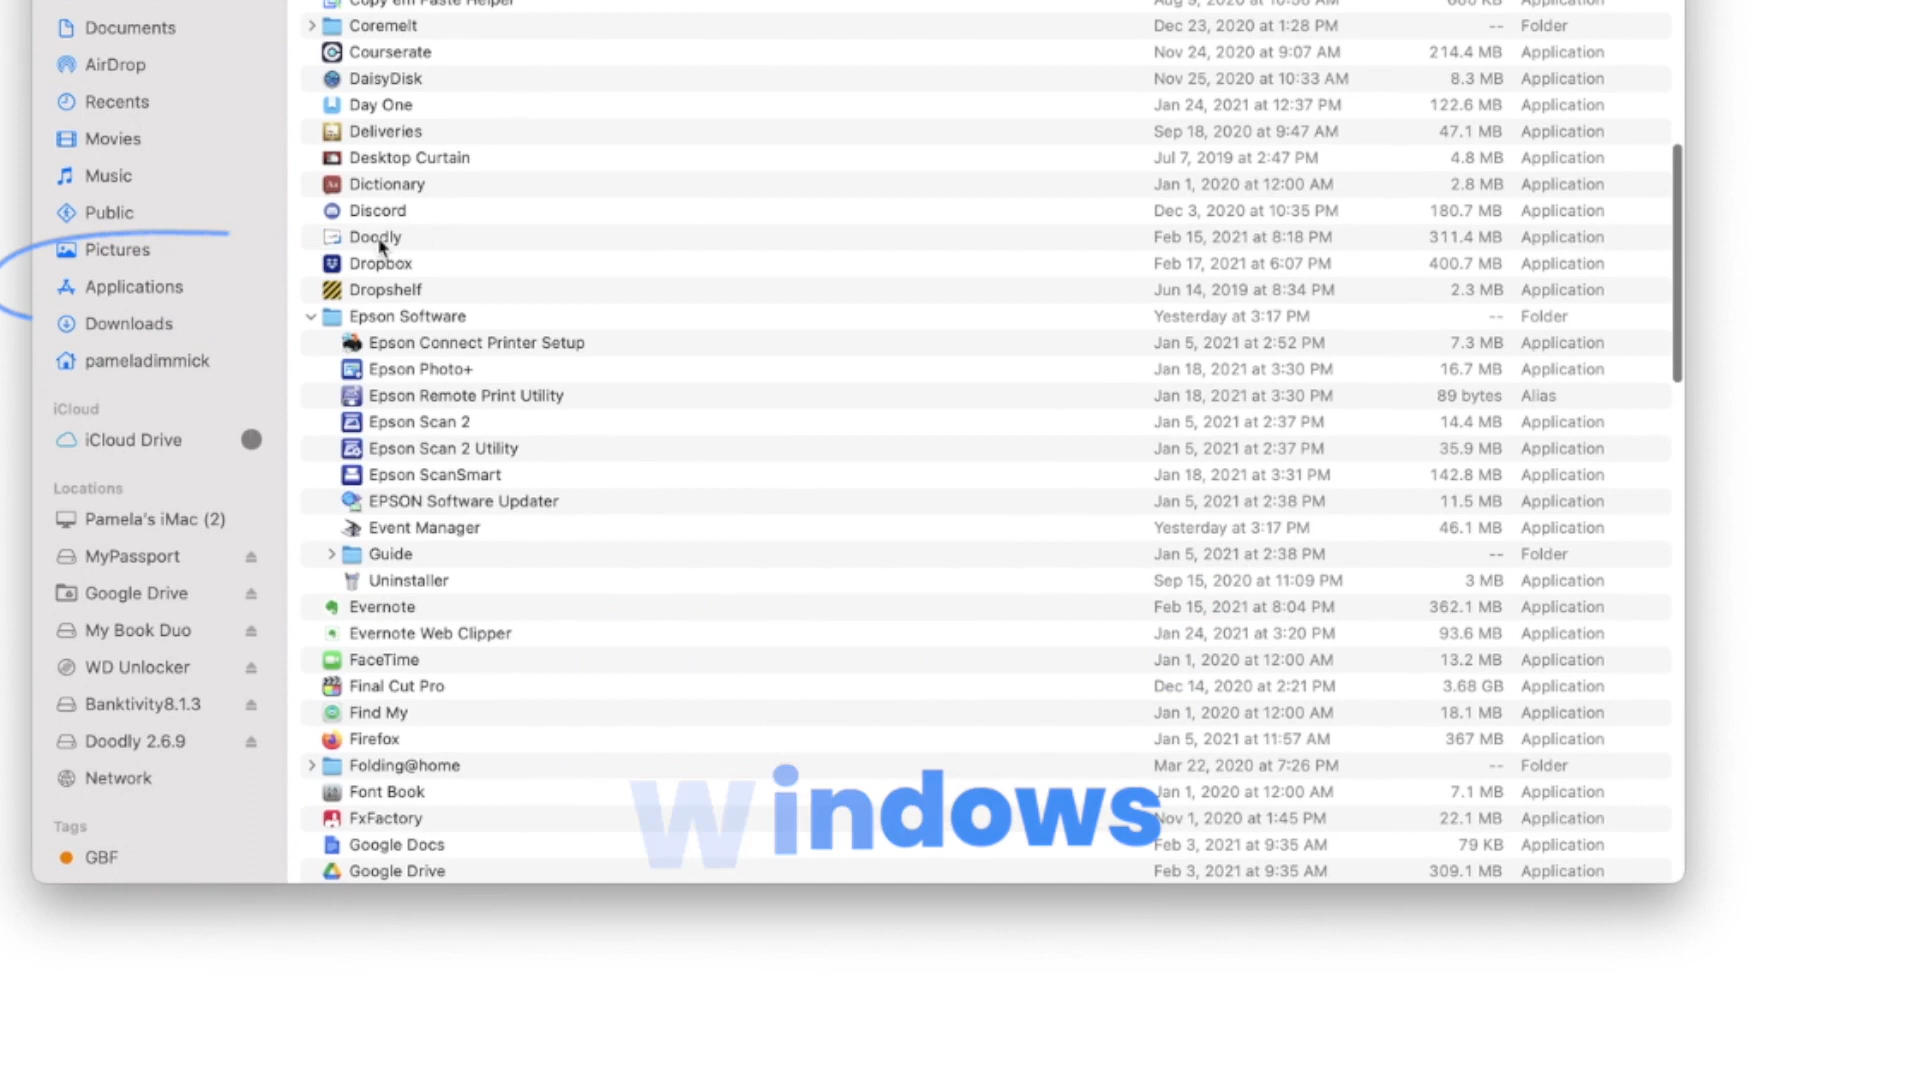 Documents
AirDrop
Recents
Movies
Music
Public
Pictures
Applications
Downloads
pameladimmick
iCloud
iCloud Drive
Locations
Pamela's iMac (2)
MyPassport
Google Drive
My Book Duo
WD Unlocker
Banktivity8.1.3
Doodly 2.6.9
Network
Tags
GBF
Coremelt Dec 23, 2020 at 1:28 PM -- Folder
Courserate Nov 24, 2020 at 9:07 AM 214.4 MB Application
DaisyDisk Nov 25, 2020 at 10:33 AM 8.3 MB Application
Day One Jan 24, 2021 at 12:37 PM 122.6 MB Application
Deliveries Sep 18, 2020 at 9:47 AM 47.1 MB Application
Desktop Curtain Jul 7, 2019 at 2:47 PM 4.8 MB Application
Dictionary Jan 1, 2020 at 12:00 AM 2.8 MB Application
Discord Dec 3, 2020 at 10:35 PM 180.7 MB Application
Doodly Feb 15, 2021 at 8:18 PM 311.4 MB Application
Dropbox Feb 17, 2021 at 6:07 PM 400.7 MB Application
Dropshelf Jun 14, 2019 at 8:34 PM 2.3 MB Application
Epson Software Yesterday at 3:17 PM -- Folder
Epson Connect Printer Setup Jan 5, 2021 at 2:52 PM 7.3 MB Application
Epson Photo+ Jan 18, 2021 at 3:30 PM 16.7 MB Application
Epson Remote Print Utility Jan 18, 2021 at 3:30 PM 89 bytes Alias
Epson Scan 2 Jan 5, 2021 at 2:37 PM 14.4 MB Application
Epson Scan 2 Utility Jan 5, 2021 at 2:37 PM 35.9 MB Application
Epson ScanSmart Jan 18, 2021 at 3:31 PM 142.8 MB Application
EPSON Software Updater Jan 5, 2021 at 2:38 PM 11.5 MB Application
Event Manager Yesterday at 3:17 PM 46.1 MB Application
Guide Jan 5, 2021 at 2:38 PM -- Folder
Uninstaller Sep 15, 2020 at 11:09 PM 3 MB Application
Evernote Feb 15, 2021 at 8:04 PM 362.1 MB Application
Evernote Web Clipper Jan 24, 2021 at 3:20 PM 93.6 MB Application
FaceTime Jan 1, 2020 at 12:00 AM 13.2 MB Application
Final Cut Pro Dec 14, 2020 at 2:21 PM 3.68 GB Application
Find My Jan 1, 2020 at 12:00 AM 18.1 MB Application
Firefox Jan 5, 2021 at 11:57 AM 367 MB Application
Folding@home Mar 22, 2020 at 7:26 PM -- Folder
Font Book Jan 1, 2020 at 12:00 AM 7.1 MB Application
FxFactory Nov 1, 2020 at 1:45 PM 22.1 MB Application
Google Docs Feb 3, 2021 at 9:35 AM 79 KB Application
Google Drive Feb 3, 2021 at 9:35 AM 309.1 MB Application
Windows